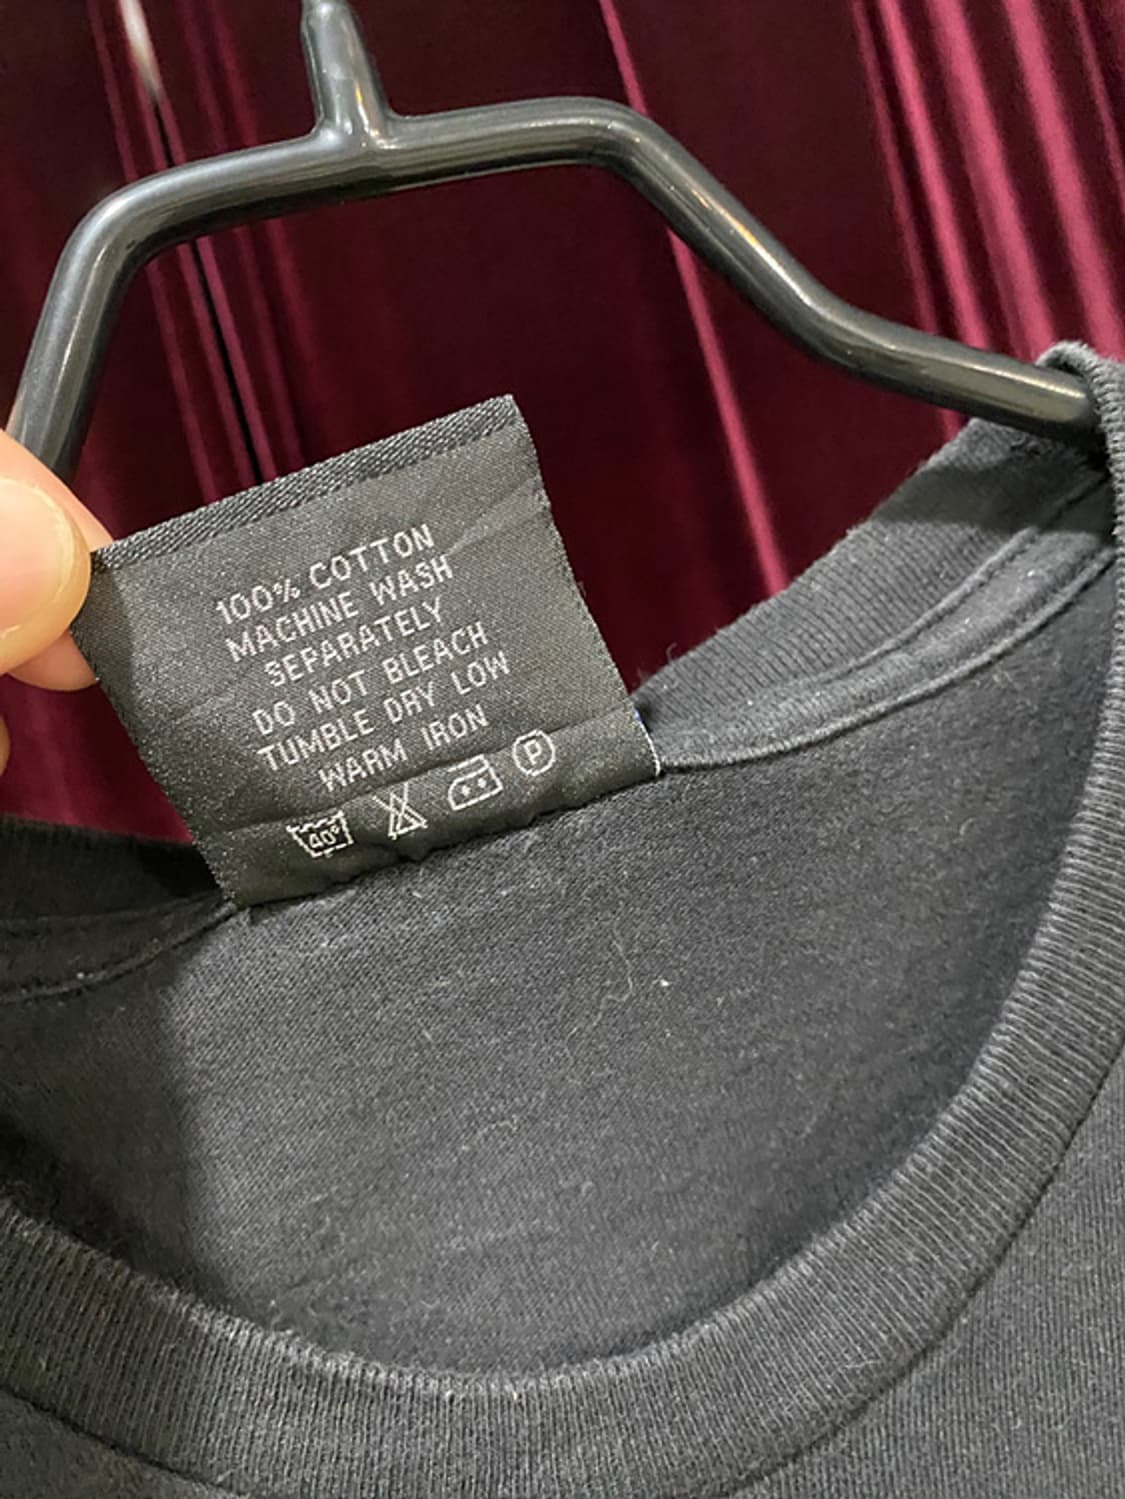 100% COTTON
MACHINE WASH
SEPARATELY
DO NOT BLEACH
TUMBLE DRY LOW
WARM IRON
40° P